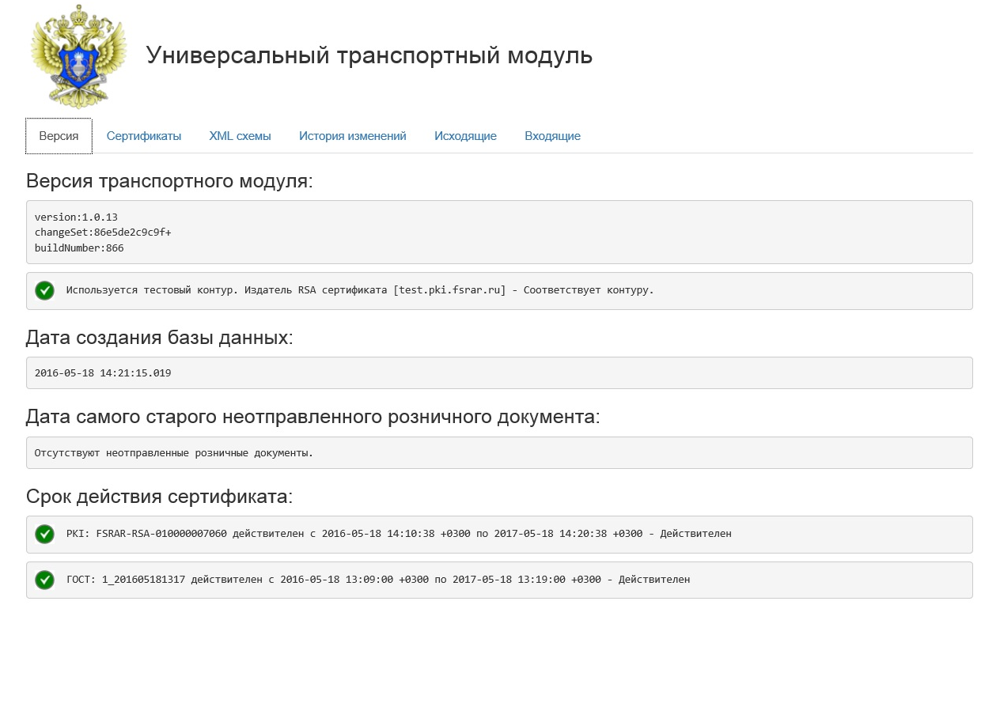 Универсальный транспортный модуль
Версия Сертификаты XML схемы История изменений Исходящие Входящие
Версия транспортного модуля:
version:1.0.13
changeSet:86e5de2c9c9f+
buildNumber:866
Используется тестовый контур. Издатель RSA сертификата [test.pki.fsrar.ru] - Соответствует контуру.
Дата создания базы данных:
2016-05-18 14:21:15.019
Дата самого старого неотправленного розничного документа:
Отсутствуют неотправленные розничные документы.
Срок действия сертификата:
PKI: FSRAR-RSA-010000007060 действителен с 2016-05-18 14:10:38 +0300 по 2017-05-18 14:20:38 +0300 - Действителен
ГОСТ: 1_201605181317 действителен с 2016-05-18 13:09:00 +0300 по 2017-05-18 13:19:00 +0300 - Действителен